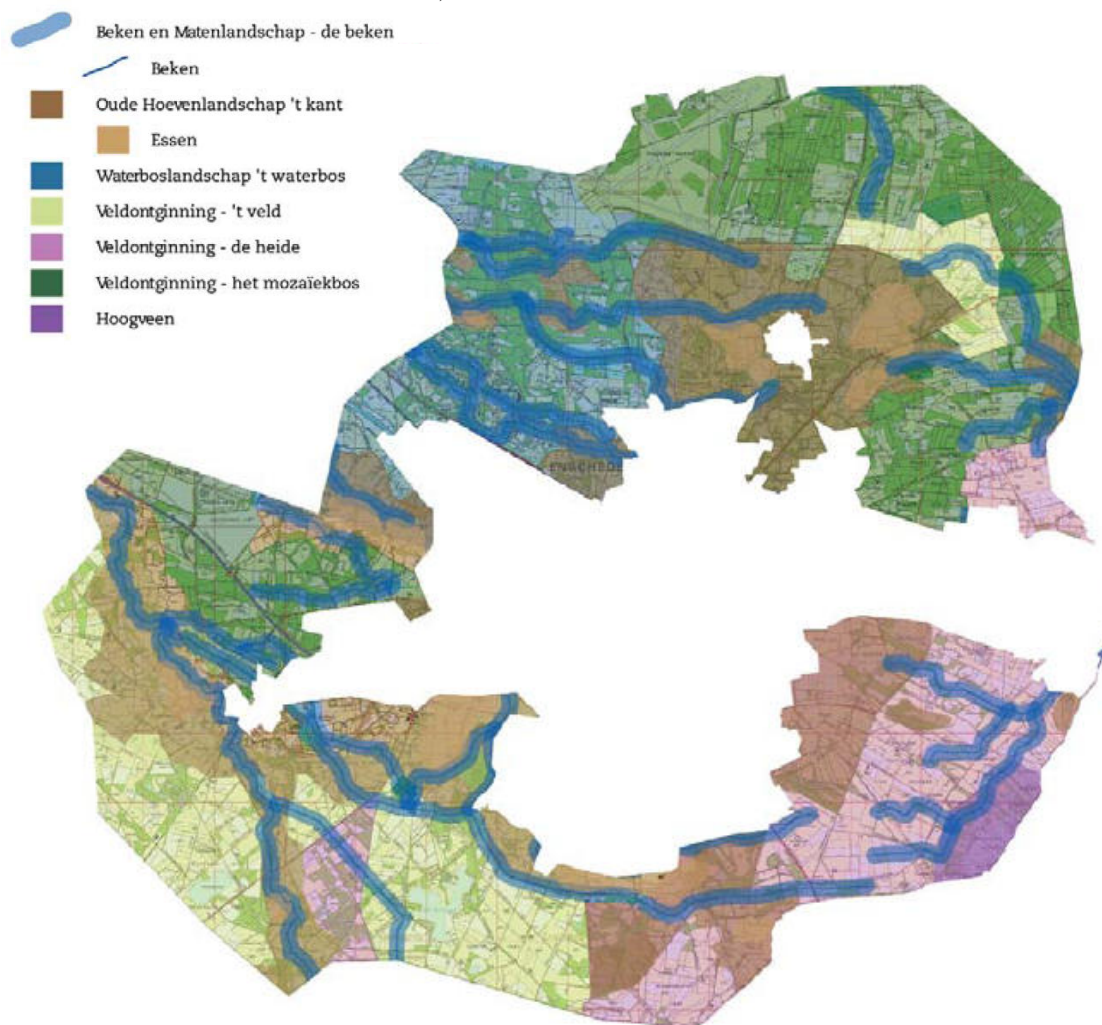 Beken en Matenlandschap - de beken
Beken
Oude Hoevenlandschap 't kant
Essen
Waterboslandschap 't waterbos
Veldontginning - 't veld
Veldontginning - de heide
Veldontginning - het mozaïekbos
Hoogveen
ENSCHEDE